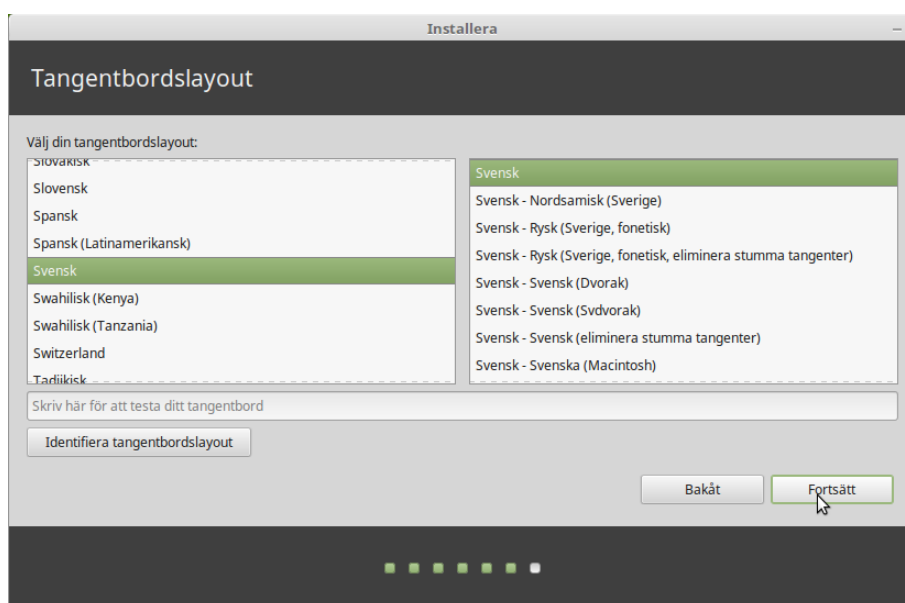 Installera
Tangentbordslayout
Välj din tangentbordslayout:
Slovakisk
Slovensk
Spansk
Spansk (Latinamerikansk)
Svensk
Swahilisk (Kenya)
Swahilisk (Tanzania)
Switzerland
Tadjikisk
Svensk
Svensk - Nordsamisk (Sverige)
Svensk - Rysk (Sverige, fonetisk)
Svensk - Rysk (Sverige, fonetisk, eliminera stumma tangenter)
Svensk - Svensk (Dvorak)
Svensk - Svensk (Svdvorak)
Svensk - Svensk (eliminera stumma tangenter)
Svensk - Svenska (Macintosh)
Skriv här för att testa ditt tangentbord
Identifiera tangentbordslayout
Bakåt
Fortsätt